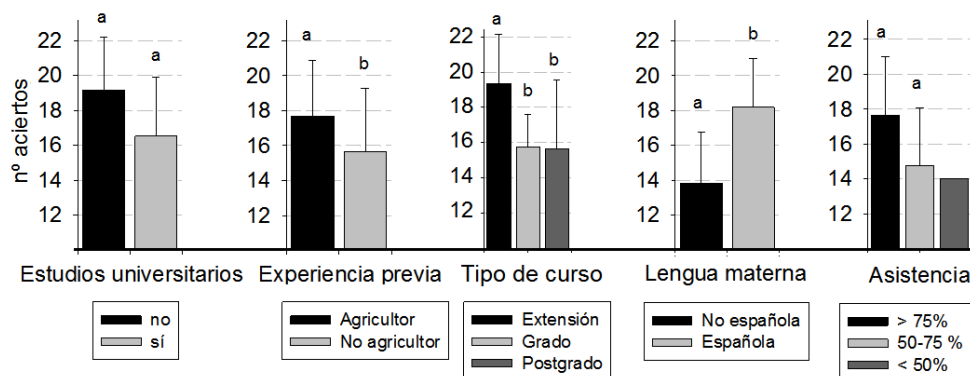 nº aciertos
22
20
18
16
14
12
a
a
Estudios universitarios
no
sí
22
20
18
16
14
12
a
b
Experiencia previa
Agricultor
No agricultor
22
20
18
16
14
12
a
b
b
Tipo de curso
Extensión
Grado
Postgrado
22
20
18
16
14
12
a
b
Lengua materna
No española
Española
22
20
18
16
14
12
a
a
Asistencia
> 75%
50-75 %
< 50%